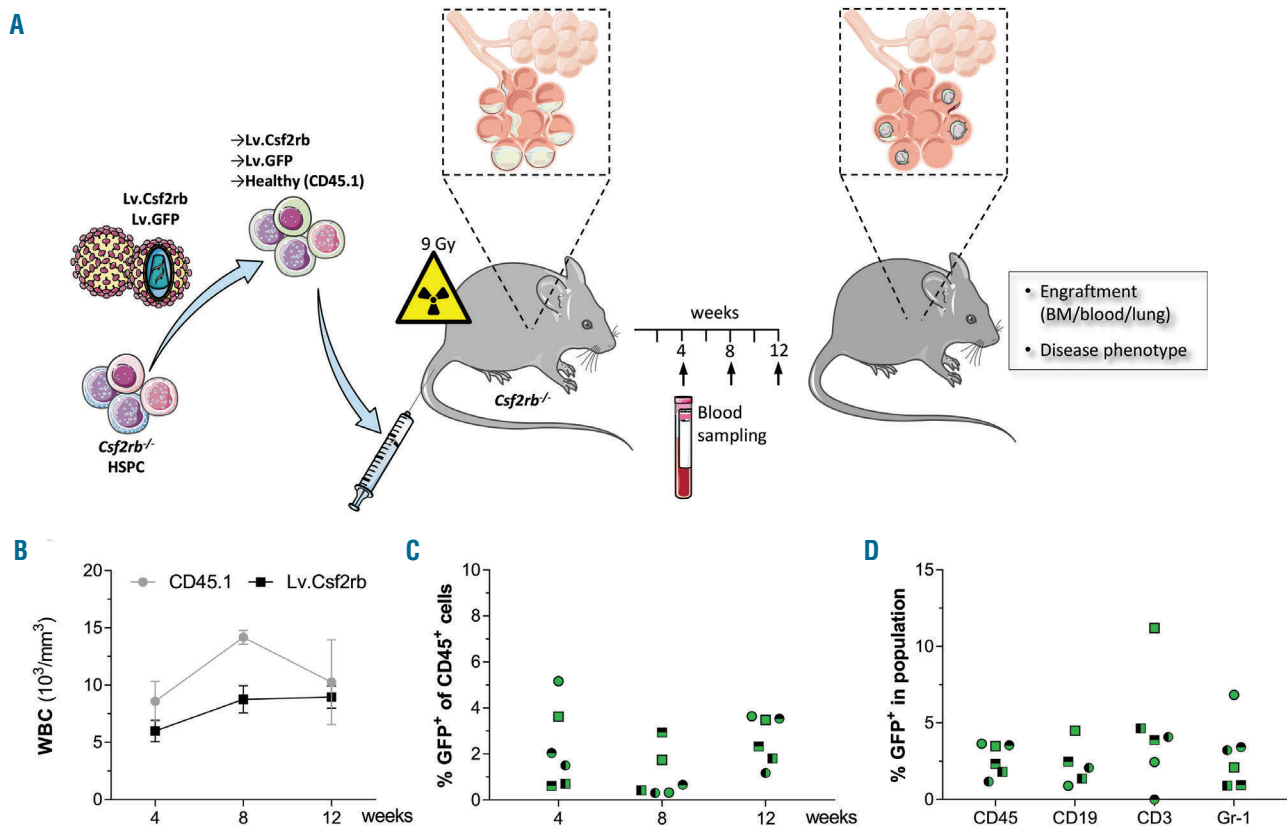 A
→Lv.Csf2rb
→Lv.GFP
→Healthy (CD45.1)
Lv.Csf2rb
Lv.GFP
Csf2rb-/-
HSPC
9 Gy
Csf2rb-/-
weeks
4 8 12
Blood
sampling
• Engraftment
(BM/blood/lung)
• Disease phenotype
B
WBC (10³/mm³)
20
15
10
5
0
CD45.1 Lv.Csf2rb
4 8 12 weeks
C
% GFP⁺ of CD45⁺ cells
10
8
6
4
2
0
4 8 12 weeks
D
% GFP⁺ in population
15
10
5
0
CD45 CD19 CD3 Gr-1